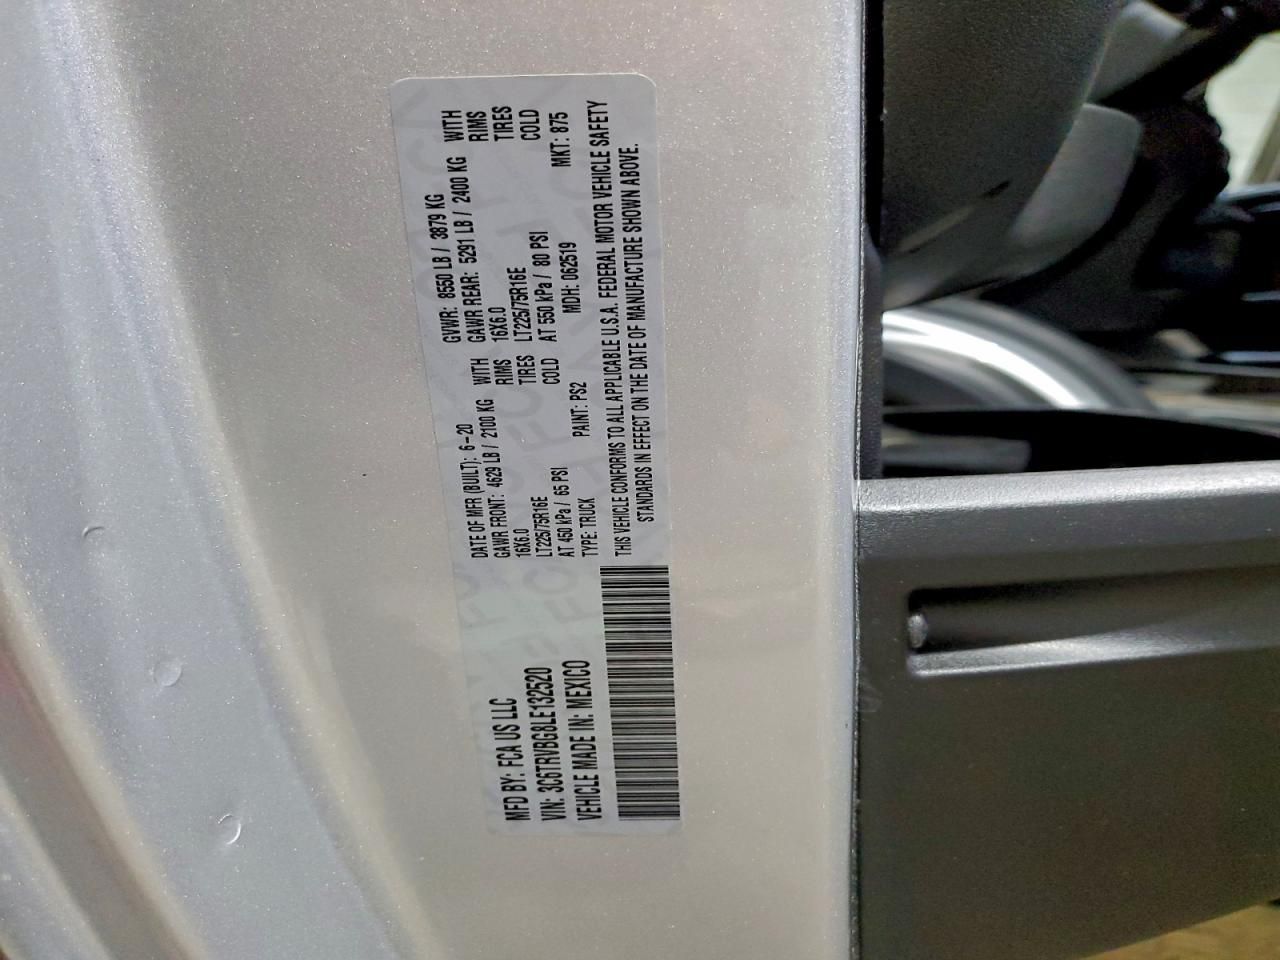 MFD BY: FCA US LLC
VIN: 3C6TRVBG8LE132520
VEHICLE MADE IN: MEXICO
DATE OF MFR (BUILT): 6-20 GVWR: 8550 LB / 3879 KG
GAWR FRONT: 4629 LB / 2100 KG WITH GAWR REAR: 5291 LB / 2400 KG WITH
16X6.0 RIMS 16X6.0 RIMS
LT225/75R16E TIRES LT225/75R16E TIRES
AT 450 kPa / 65 PSI COLD AT 550 kPa / 80 PSI COLD
TYPE: TRUCK PAINT: PS2 MDH: 062519 MKT: 875
THIS VEHICLE CONFORMS TO ALL APPLICABLE U.S.A. FEDERAL MOTOR VEHICLE SAFETY
STANDARDS IN EFFECT ON THE DATE OF MANUFACTURE SHOWN ABOVE.